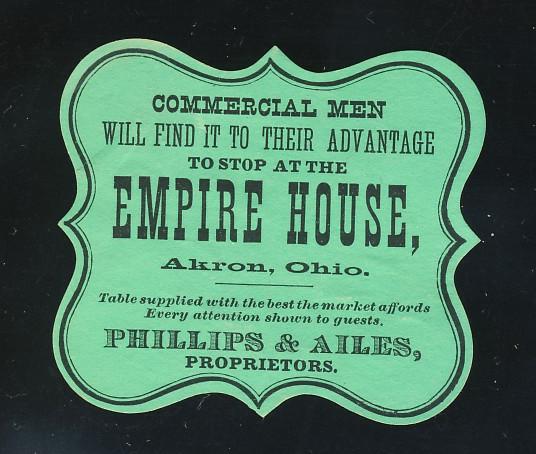 COMMERCIAL MEN
WILL FIND IT TO THEIR ADVANTAGE
TO STOP AT THE
EMPIRE HOUSE,
Akron, Ohio.
Table supplied with the best the market affords
Every attention shown to guests.
PHILLIPS & AILES,
PROPRIETORS.